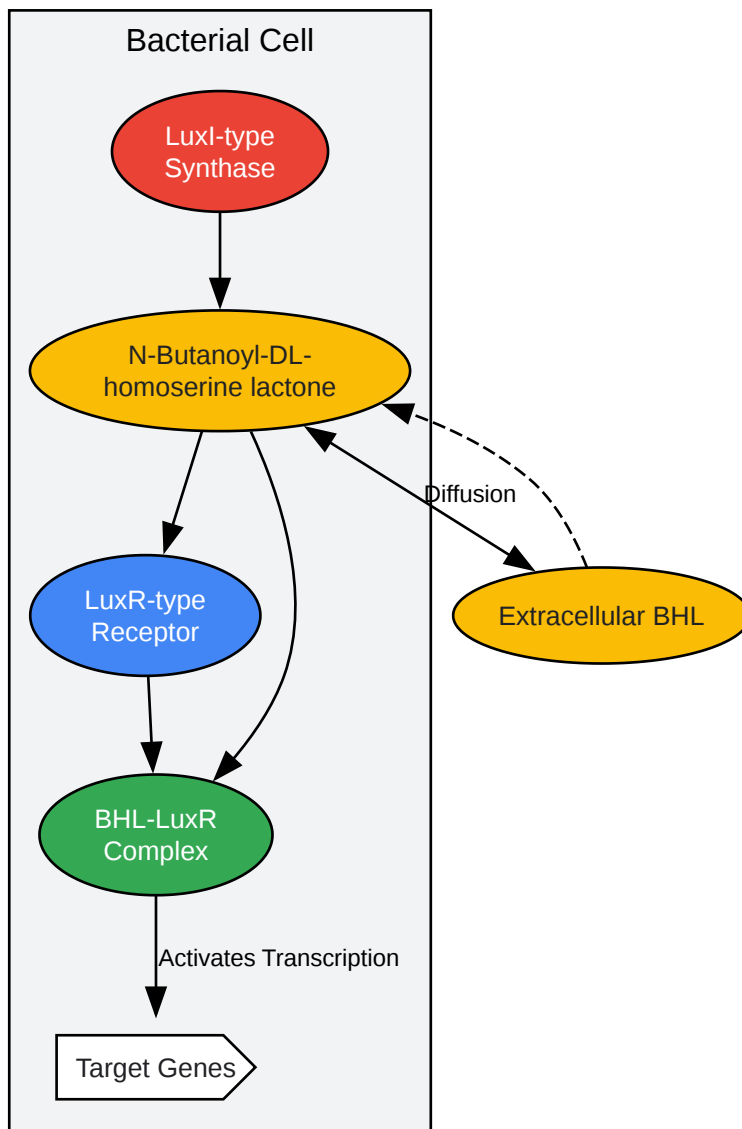 Bacterial Cell
LuxI-type
Synthase
N-Butanoyl-DL-
homoserine lactone
Diffusion
LuxR-type
Receptor
Extracellular BHL
BHL-LuxR
Complex
Activates Transcription
Target Genes